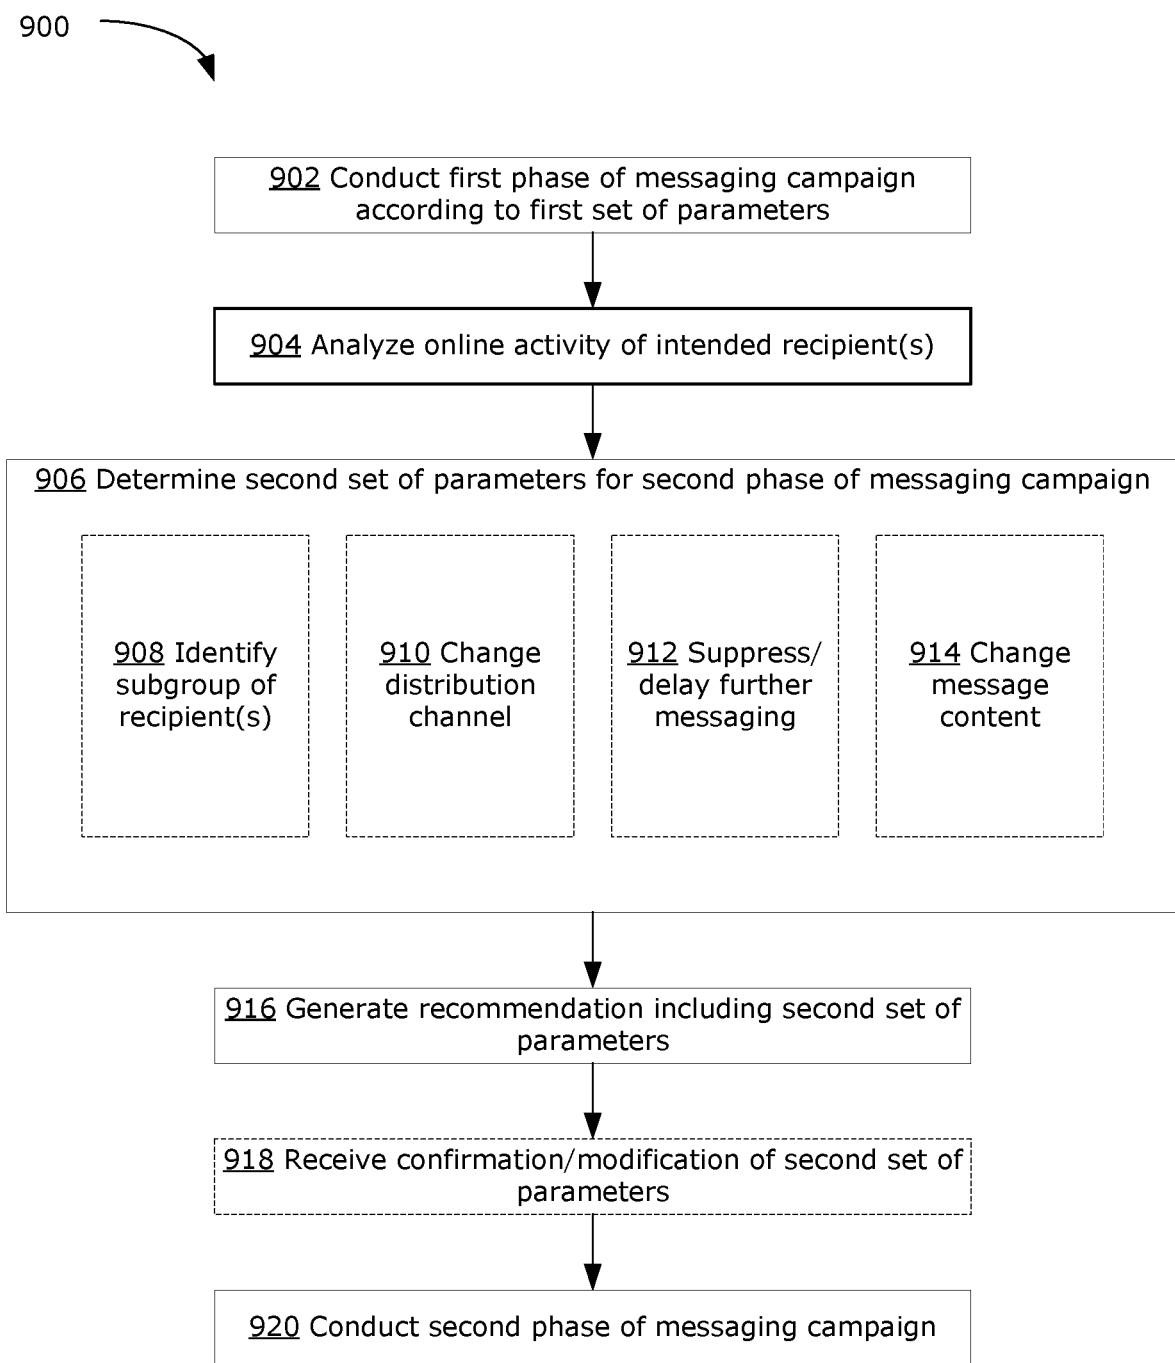 900
902 Conduct first phase of messaging campaign
according to first set of parameters
904 Analyze online activity of intended recipient(s)
906 Determine second set of parameters for second phase of messaging campaign
908 Identify
subgroup of
recipient(s)
910 Change
distribution
channel
912 Suppress/
delay further
messaging
914 Change
message
content
916 Generate recommendation including second set of
parameters
918 Receive confirmation/modification of second set of
parameters
920 Conduct second phase of messaging campaign